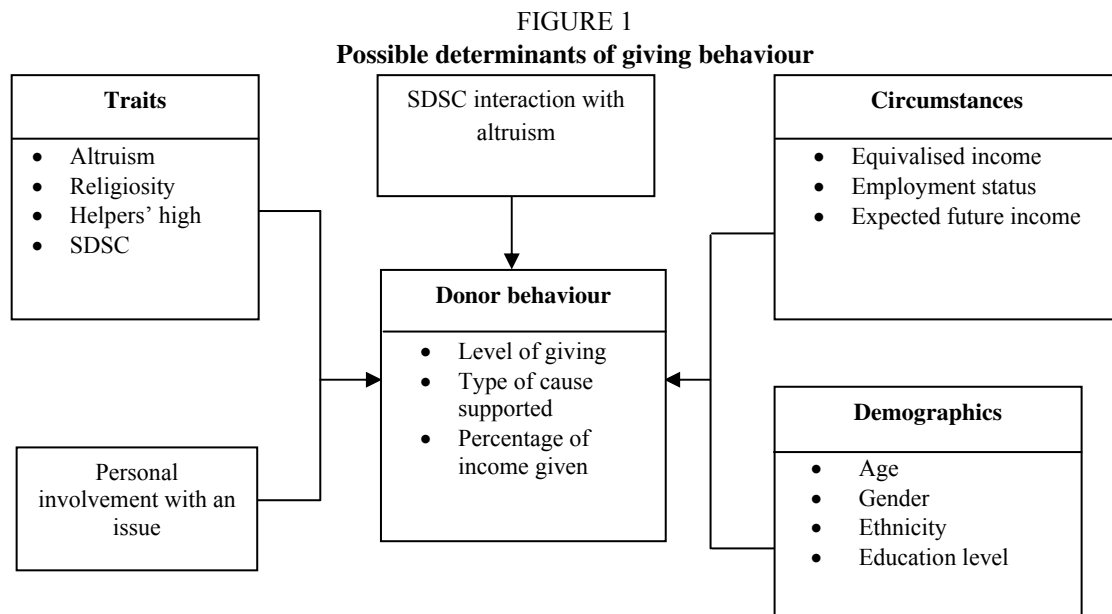 FIGURE 1
Possible determinants of giving behaviour
Traits
• Altruism
• Religiosity
• Helpers’ high
• SDSC
SDSC interaction with
altruism
Circumstances
• Equivalised income
• Employment status
• Expected future income
Donor behaviour
• Level of giving
• Type of cause
supported
• Percentage of
income given
Personal
involvement with an
issue
Demographics
• Age
• Gender
• Ethnicity
• Education level